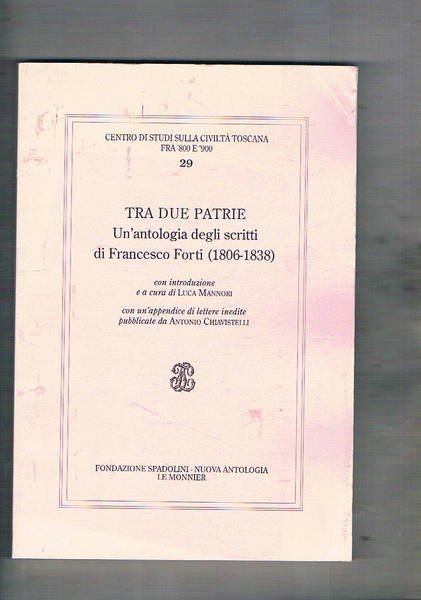 CENTRO DI STUDI SULLA CIVILTÀ TOSCANA
FRA '800 E '900
29
TRA DUE PATRIE
Un'antologia degli scritti
di Francesco Forti (1806-1838)
con introduzione
e a cura di LUCA MANNORI
con un'appendice di lettere inedite
pubblicate da ANTONIO CHIAVISTELLI
FONDAZIONE SPADOLINI - NUOVA ANTOLOGIA
LE MONNIER